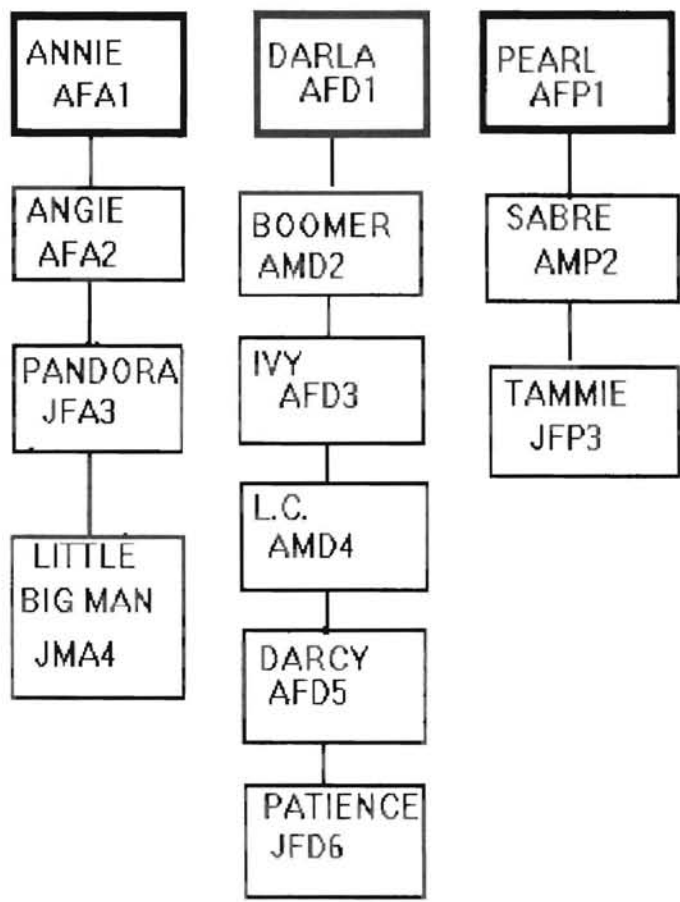 ANNIE
AFA1
ANGIE
AFA2
PANDORA
JFA3
LITTLE
BIG MAN
JMA4
DARLA
AFD1
BOOMER
AMD2
IVY
AFD3
L.C.
AMD4
DARCY
AFD5
PATIENCE
JFD6
PEARL
AFP1
SABRE
AMP2
TAMMIE
JFP3